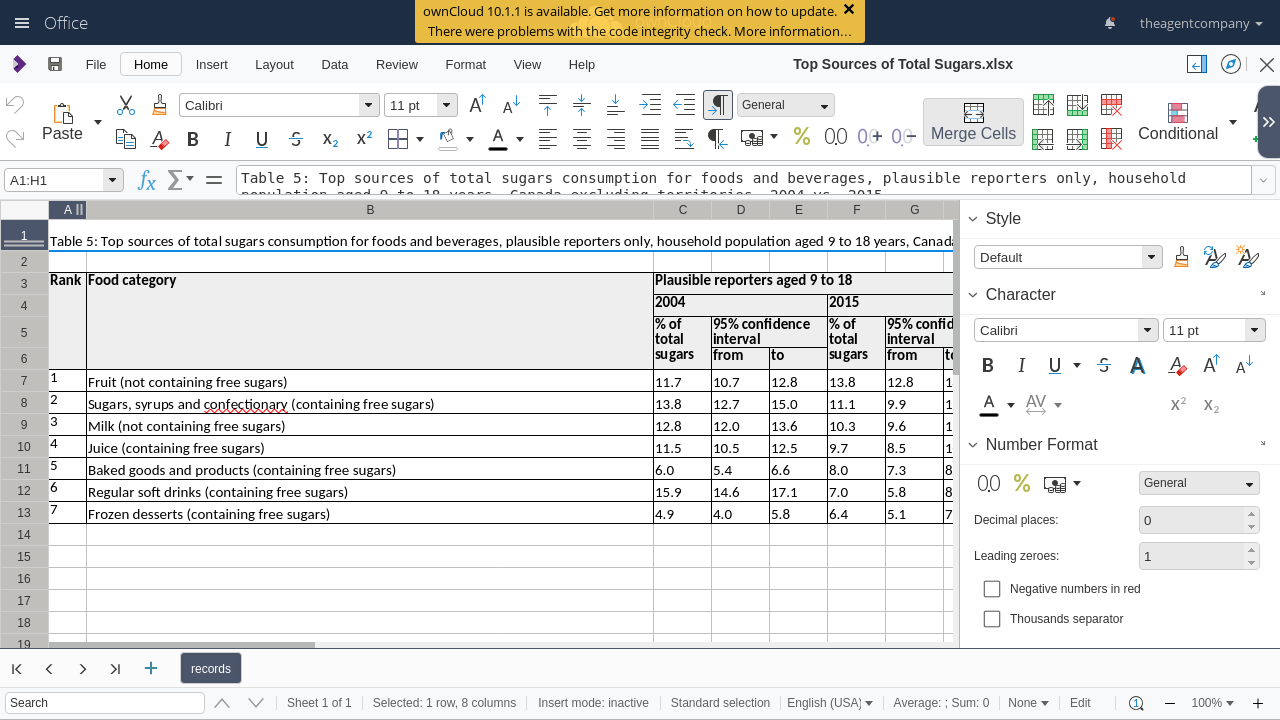 Office
ownCloud 10.1.1 is available. Get more information on how to update.
There were problems with the code integrity check. More information…
theagentcompany
File Home Insert Layout Data Review Format View Help
Top Sources of Total Sugars.xlsx
Paste
Calibri
11 pt
General
Merge Cells
Conditional
A1:H1
Table 5: Top sources of total sugars consumption for foods and beverages, plausible reporters only, household
population aged 9 to 18 years, Canada excluding territories, 2004 vs. 2015
A B C D E F G
1 Table 5: Top sources of total sugars consumption for foods and beverages, plausible reporters only, household population aged 9 to 18 years, Canada
2
3 Rank Food category Plausible reporters aged 9 to 18
4 2004 2015
5 % of total sugars 95% confidence interval % of total sugars 95% confid interval
6 from to from to
7 1 Fruit (not containing free sugars) 11.7 10.7 12.8 13.8 12.8 1
8 2 Sugars, syrups and confectionary (containing free sugars) 13.8 12.7 15.0 11.1 9.9 1
9 3 Milk (not containing free sugars) 12.8 12.0 13.6 10.3 9.6 1
10 4 Juice (containing free sugars) 11.5 10.5 12.5 9.7 8.5 1
11 5 Baked goods and products (containing free sugars) 6.0 5.4 6.6 8.0 7.3 8
12 6 Regular soft drinks (containing free sugars) 15.9 14.6 17.1 7.0 5.8 8
13 7 Frozen desserts (containing free sugars) 4.9 4.0 5.8 6.4 5.1 7
14
15
16
17
18
19
Style
Default
Character
Calibri
11 pt
Number Format
General
Decimal places:
0
Leading zeroes:
1
Negative numbers in red
Thousands separator
records
Search
Sheet 1 of 1
Selected: 1 row, 8 columns
Insert mode: inactive
Standard selection
English (USA)
Average: ; Sum: 0
None
Edit
100%